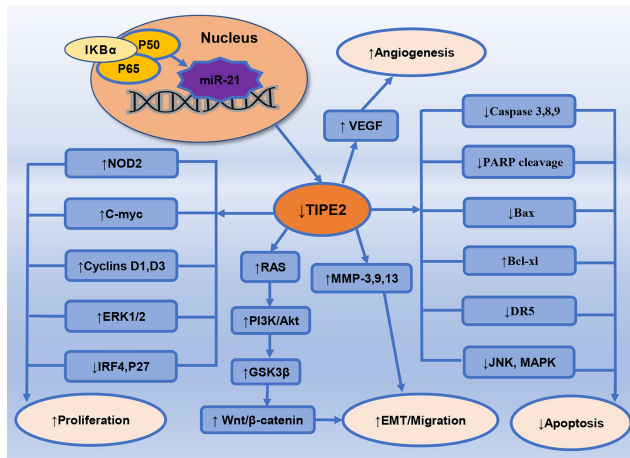 Nucleus
IKBα
P50
P65
miR-21
↑Angiogenesis
↑ VEGF
↓TIPE2
↑NOD2
↑C-myc
↑Cyclins D1,D3
↑ERK1/2
↓IRF4,P27
↑Proliferation
↑RAS
↑PI3K/Akt
↑GSK3β
↑ Wnt/β-catenin
↑MMP-3,9,13
↑EMT/Migration
↓Caspase 3,8,9
↓PARP cleavage
↓Bax
↑Bcl-xl
↓DR5
↓JNK, MAPK
↓Apoptosis